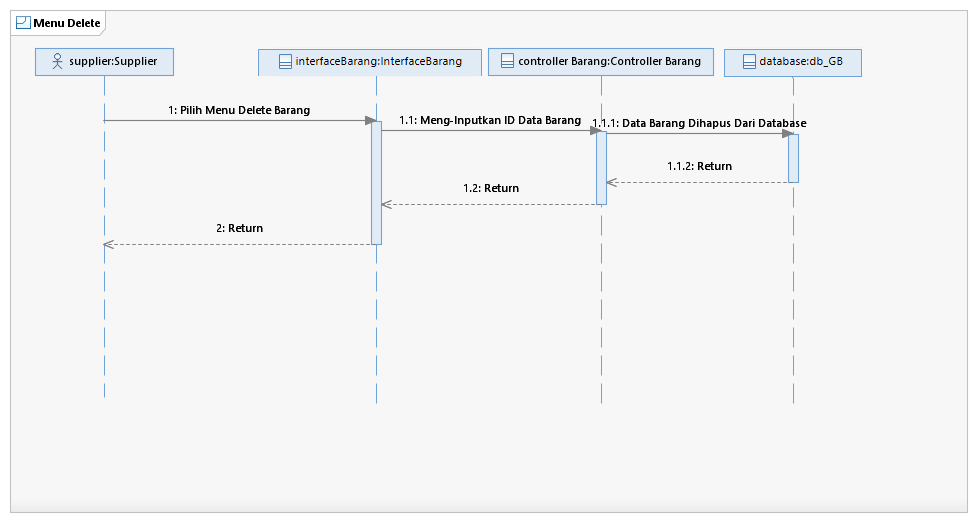 Menu Delete
supplier:Supplier
interfaceBarang:InterfaceBarang
controller Barang:Controller Barang
database:db_GB
1: Pilih Menu Delete Barang
1.1: Meng-Inputkan ID Data Barang
1.1.1: Data Barang Dihapus Dari Database
1.1.2: Return
1.2: Return
2: Return